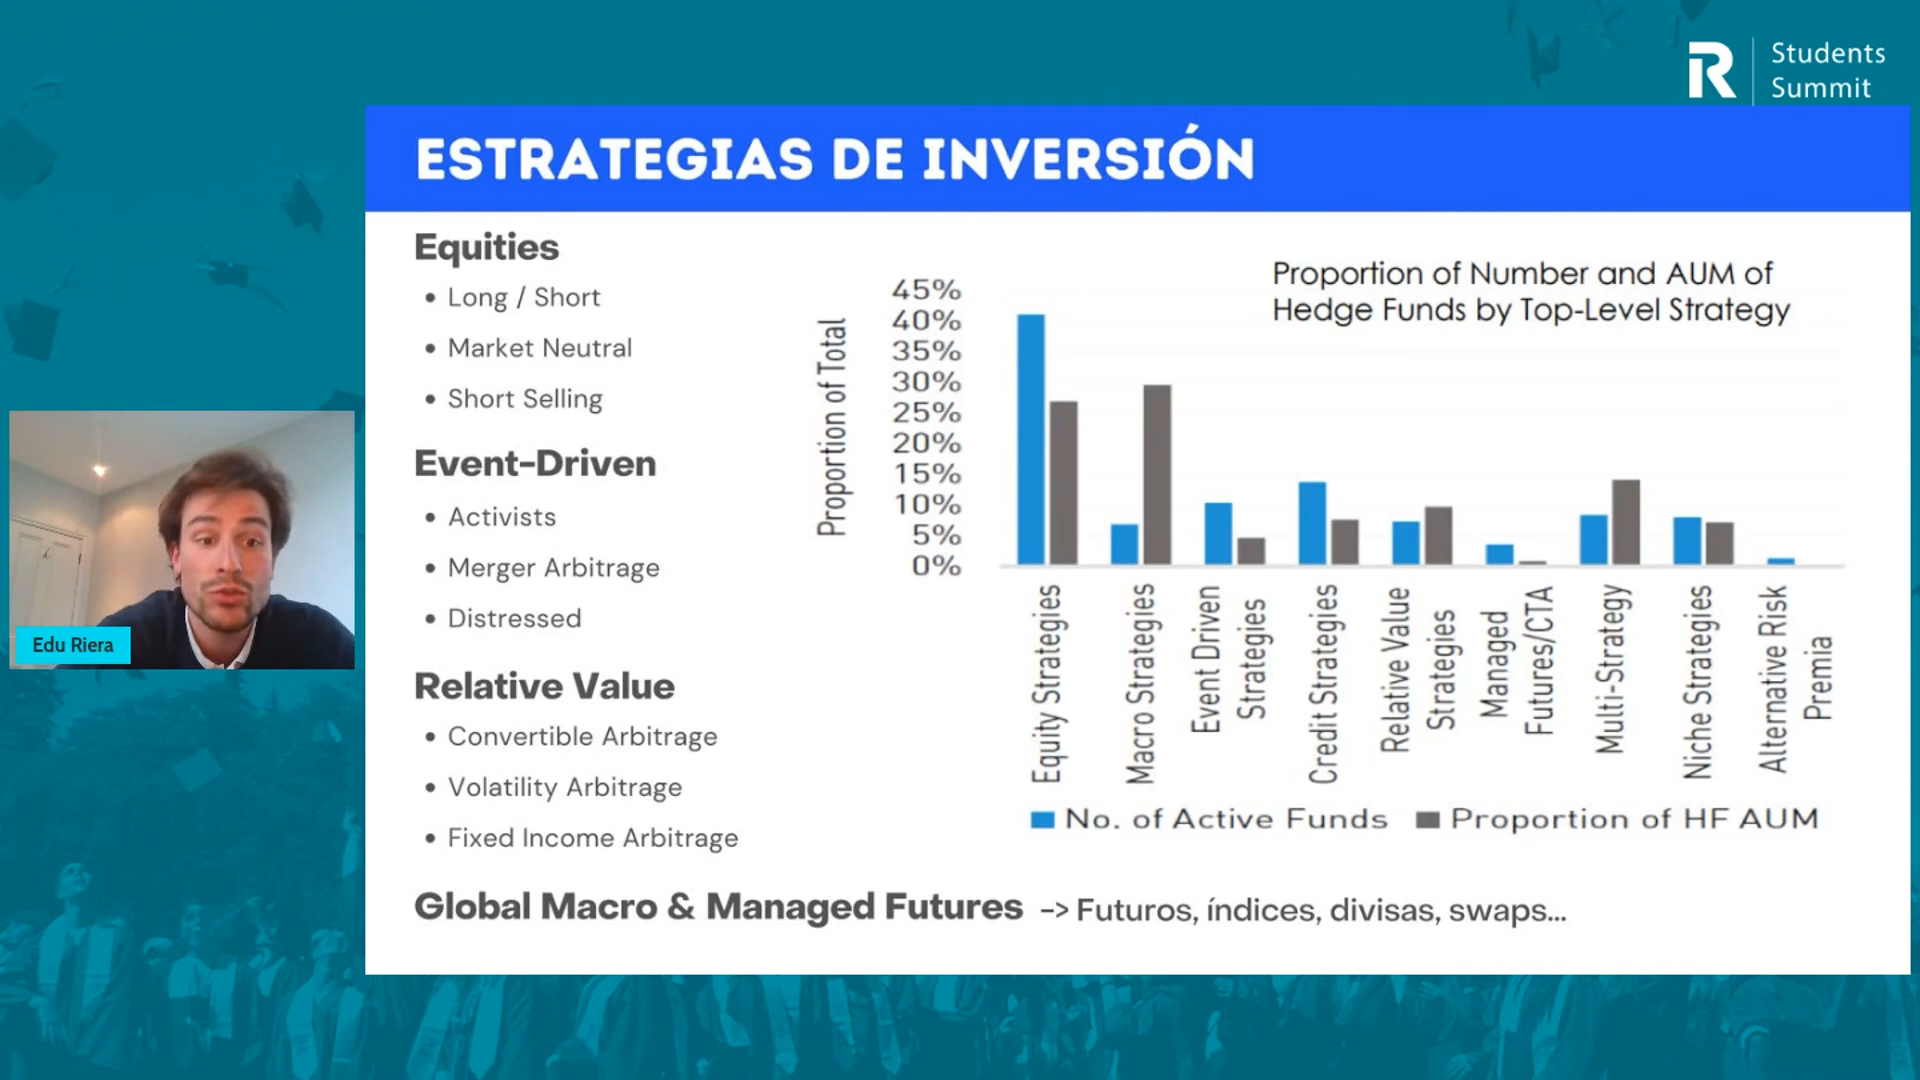 Students
Summit
ESTRATEGIAS DE INVERSIÓN
Equities
• Long / Short
• Market Neutral
• Short Selling
Event-Driven
• Activists
• Merger Arbitrage
• Distressed
Relative Value
• Convertible Arbitrage
• Volatility Arbitrage
• Fixed Income Arbitrage
Global Macro & Managed Futures -> Futuros, índices, divisas, swaps...
Proportion of Number and AUM of
Hedge Funds by Top-Level Strategy
Proportion of Total
45%
40%
35%
30%
25%
20%
15%
10%
5%
0%
Equity Strategies
Macro Strategies
Event Driven
Strategies
Credit Strategies
Relative Value
Strategies
Managed
Futures/CTA
Multi-Strategy
Niche Strategies
Alternative Risk
Premia
No. of Active Funds
Proportion of HF AUM
Edu Riera